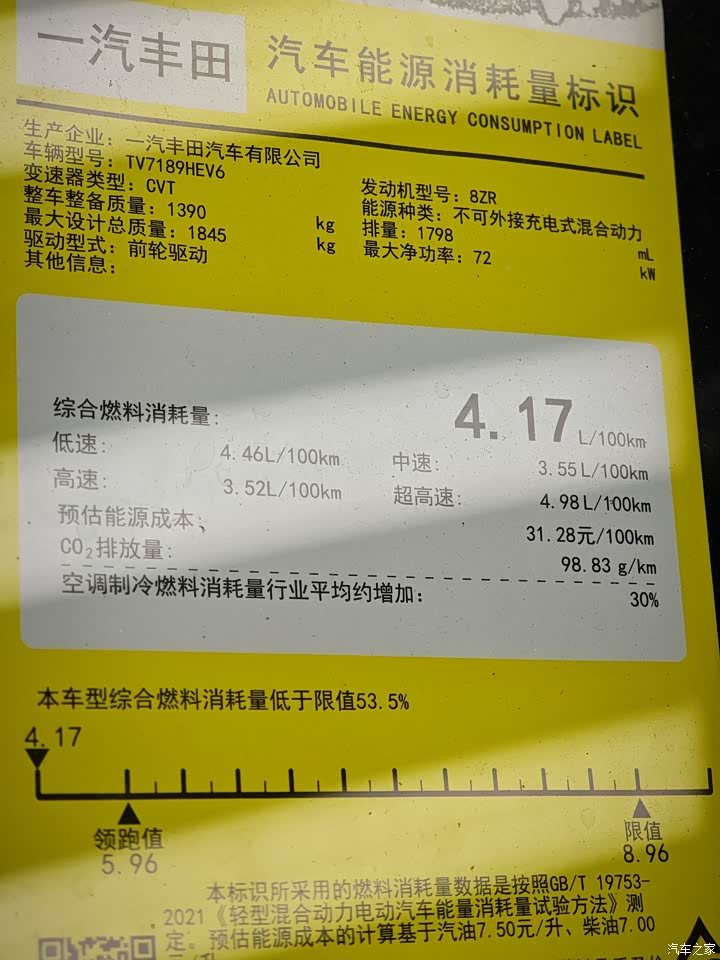 一汽丰田
汽车能源消耗量标识
AUTOMOBILE ENERGY CONSUMPTION LABEL
生产企业：一汽丰田汽车有限公司
车辆型号：TV7189HEV6
变速器类型：CVT
整车整备质量：1390 kg
最大设计总质量：1845 kg
驱动型式：前轮驱动
其他信息：
发动机型号：8ZR
能源种类：不可外接充电式混合动力
排量：1798 mL
最大净功率：72 kW
综合燃料消耗量：4.17 L/100km
低速：4.46L/100km 中速：3.55L/100km
高速：3.52L/100km 超高速：4.98L/100km
预估能源成本：31.28元/100km
CO₂排放量：98.83 g/km
空调制冷燃料消耗量行业平均约增加：30%
本车型综合燃料消耗量低于限值53.5%
4.17
领跑值 限值
5.96 8.96
本标识所采用的燃料消耗量数据是按照GB/T 19753-
2021《轻型混合动力电动汽车能量消耗量试验方法》测
定。预估能源成本的计算基于汽油7.50元/升、柴油7.00
元/升
汽车之家